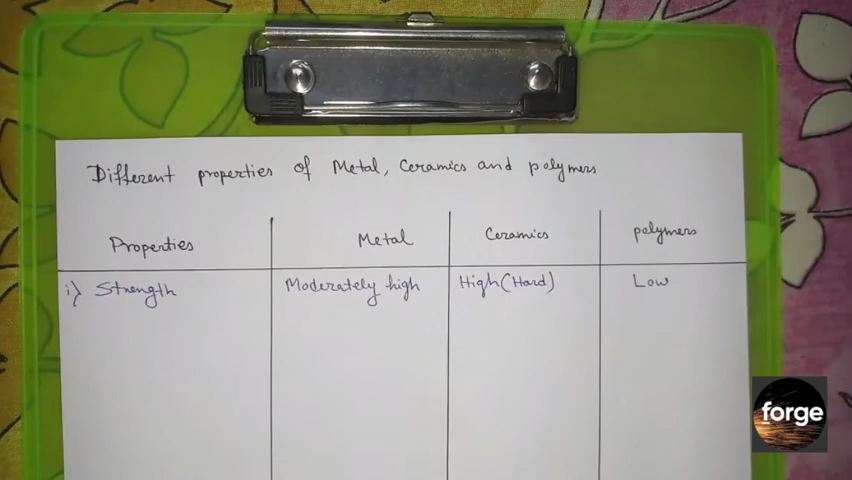 Different properties of Metal, Ceramics and polymers
Properties Metal Ceramics polymers
i) Strength Moderately high High(Hard) Low
forge